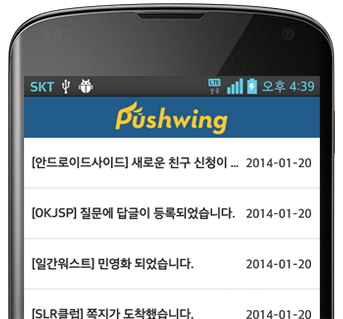 SKT LTE 오후 4:39
Pushwing
[안드로이드사이드] 새로운 친구 신청이 ... 2014-01-20
[OKJSP] 질문에 답글이 등록되었습니다. 2014-01-20
[일간워스트] 민영화 되었습니다. 2014-01-20
[SLR클럽] 쪽지가 도착했습니다. 2014-01-20